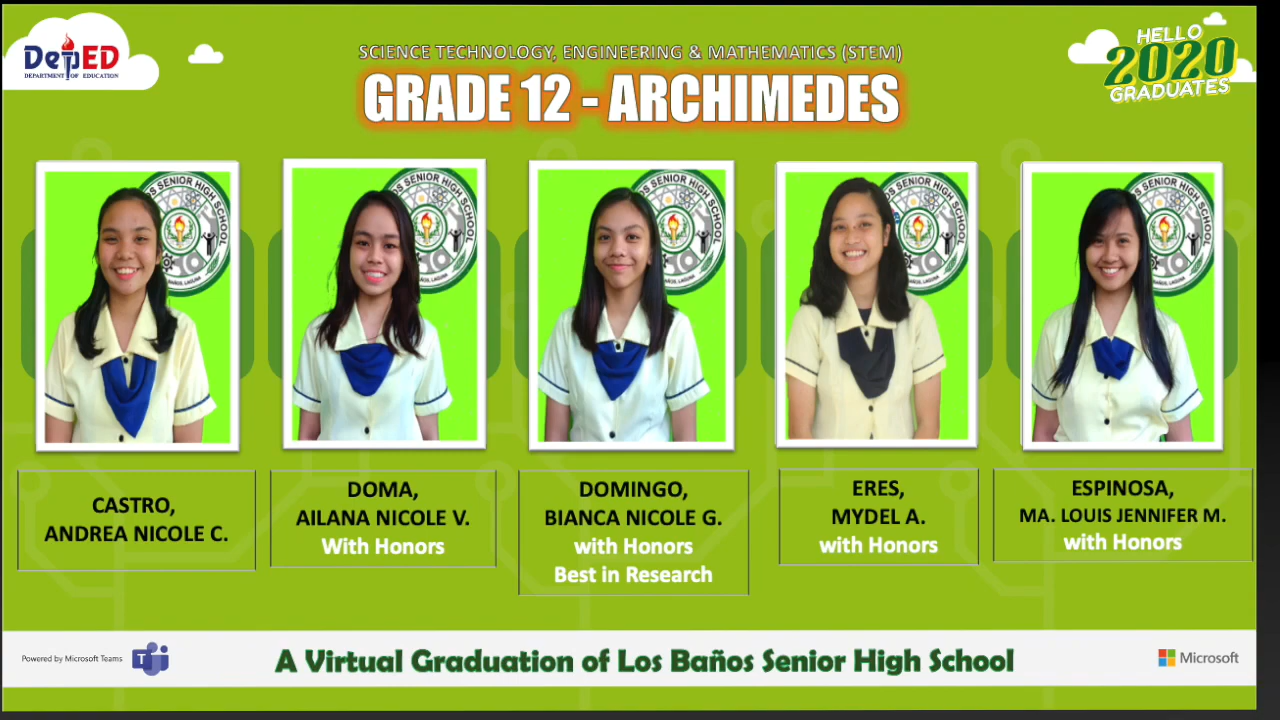 DepED
DEPARTMENT OF EDUCATION
SCIENCE TECHNOLOGY, ENGINEERING & MATHEMATICS (STEM)
GRADE 12 - ARCHIMEDES
HELLO
2020
GRADUATES
CASTRO,
ANDREA NICOLE C.
DOMA,
AILANA NICOLE V.
With Honors
DOMINGO,
BIANCA NICOLE G.
with Honors
Best in Research
ERES,
MYDEL A.
with Honors
ESPINOSA,
MA. LOUIS JENNIFER M.
with Honors
Powered by Microsoft Teams
T
A Virtual Graduation of Los Baños Senior High School
Microsoft